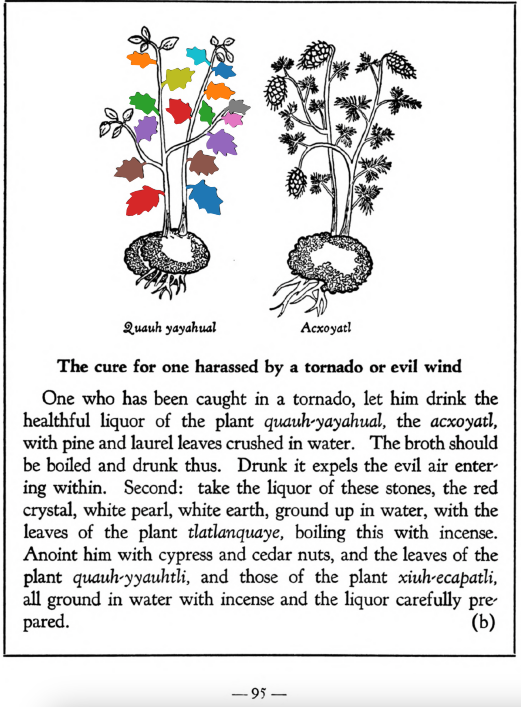 Quauh yayahual
Acxoyatl
The cure for one harassed by a tornado or evil wind
One who has been caught in a tornado, let him drink the
healthful liquor of the plant quauh-yayahual, the acxoyatl,
with pine and laurel leaves crushed in water. The broth should
be boiled and drunk thus. Drunk it expels the evil air enter-
ing within. Second: take the liquor of these stones, the red
crystal, white pearl, white earth, ground up in water, with the
leaves of the plant tlatlanquaye, boiling this with incense.
Anoint him with cypress and cedar nuts, and the leaves of the
plant quauh-yyauhtli, and those of the plant xiuh-ecapatli,
all ground in water with incense and the liquor carefully pre-
pared. (b)
— 95 —